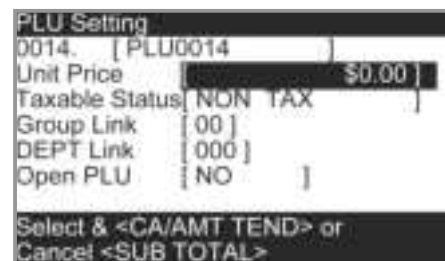 PLU Setting
0014. [ PLU0014 ]
Unit Price [ $0.00 ]
Taxable Status[ NON TAX ]
Group Link [ 00 ]
DEPT Link [ 000 ]
Open PLU [ NO ]
Select & <CA/AMT TEND> or
Cancel <SUB TOTAL>